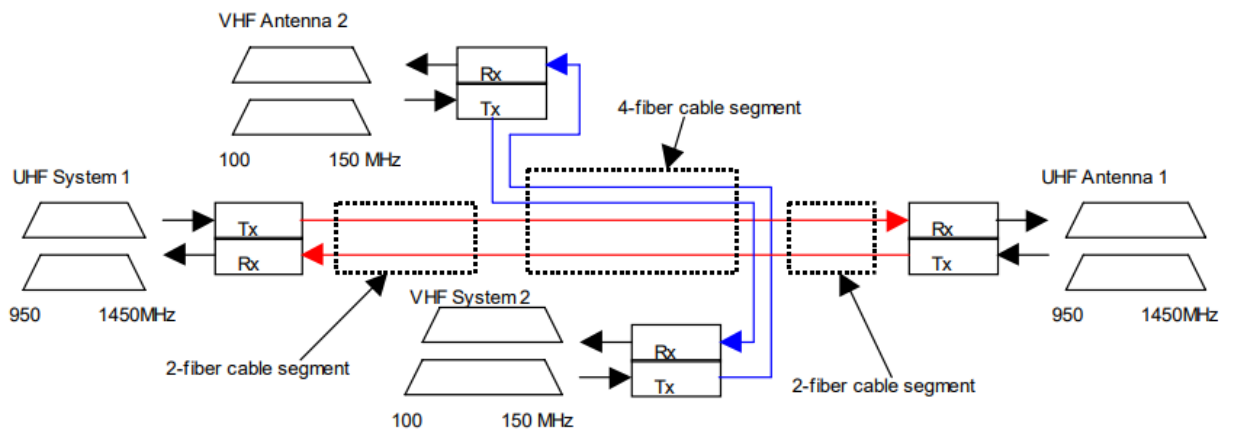 VHF Antenna 2
Rx
Tx
4-fiber cable segment
100 150 MHz
UHF System 1
UHF Antenna 1
Tx
Rx
Rx
Tx
950 1450MHz
VHF System 2
950 1450MHz
2-fiber cable segment
Rx
Tx
2-fiber cable segment
100 150 MHz